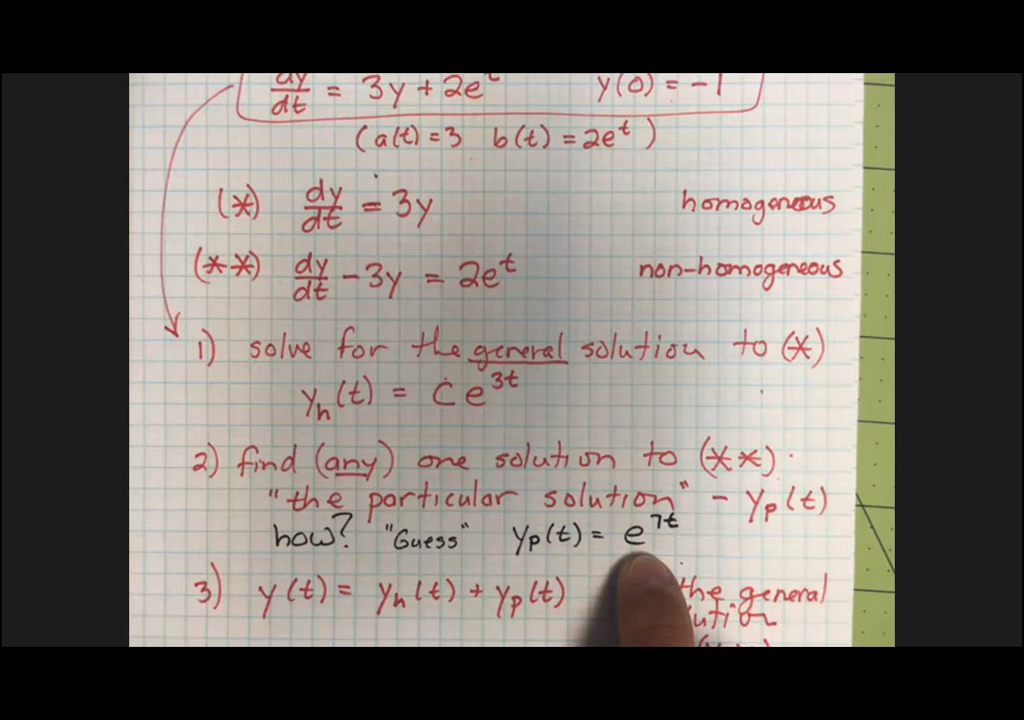 dy/dt = 3y + 2e^t y(0) = -1
(a(t) = 3 b(t) = 2e^t)
(*) dy/dt = 3y homogeneous
(**) dy/dt - 3y = 2e^t non-homogeneous
1) solve for the general solution to (*)
y_h(t) = C e^3t
2) find (any) one solution to (**).
"the particular solution" - y_p(t)
how? "Guess" y_p(t) = e^7t
3) y(t) = y_h(t) + y_p(t) the general